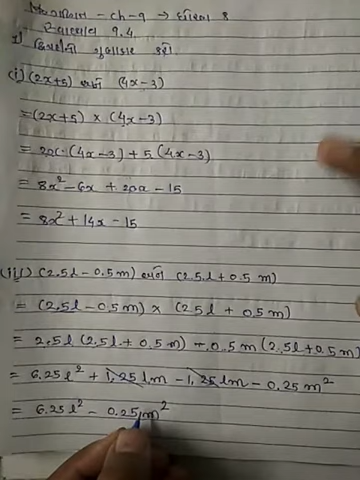 ગણિત - ch-9 → ધોરણ 8
સ્વાધ્યાય 9.4
1) દ્વિપદીનો ગુણાકાર કરો
(i) (2x+5) અને (4x-3)
= (2x+5) × (4x-3)
= 2x (4x-3) + 5 (4x-3)
= 8x² - 6x + 20x - 15
= 8x² + 14x - 15
(iii) (2.5l - 0.5m) અને (2.5l + 0.5m)
= (2.5l - 0.5m) × (2.5l + 0.5m)
= 2.5l (2.5l + 0.5m) - 0.5m (2.5l + 0.5m)
= 6.25l² + 1.25lm - 1.25lm - 0.25m²
= 6.25l² - 0.25m²